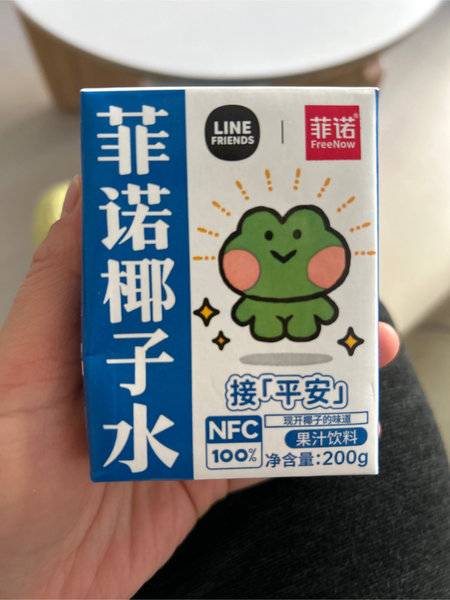 菲诺椰子水
LINE
FRIENDS
菲诺®
FreeNow
接「平安」
NFC
100%
现开椰子的味道
果汁饮料
净含量:200g